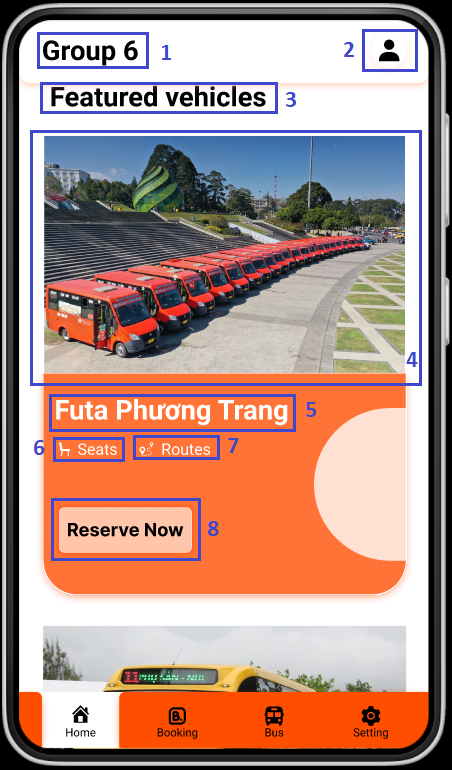 Group 6
1
2
Featured vehicles
3
4
Futa Phương Trang
5
6
Seats
Routes
7
Reserve Now
8
Home
Booking
Bus
Setting